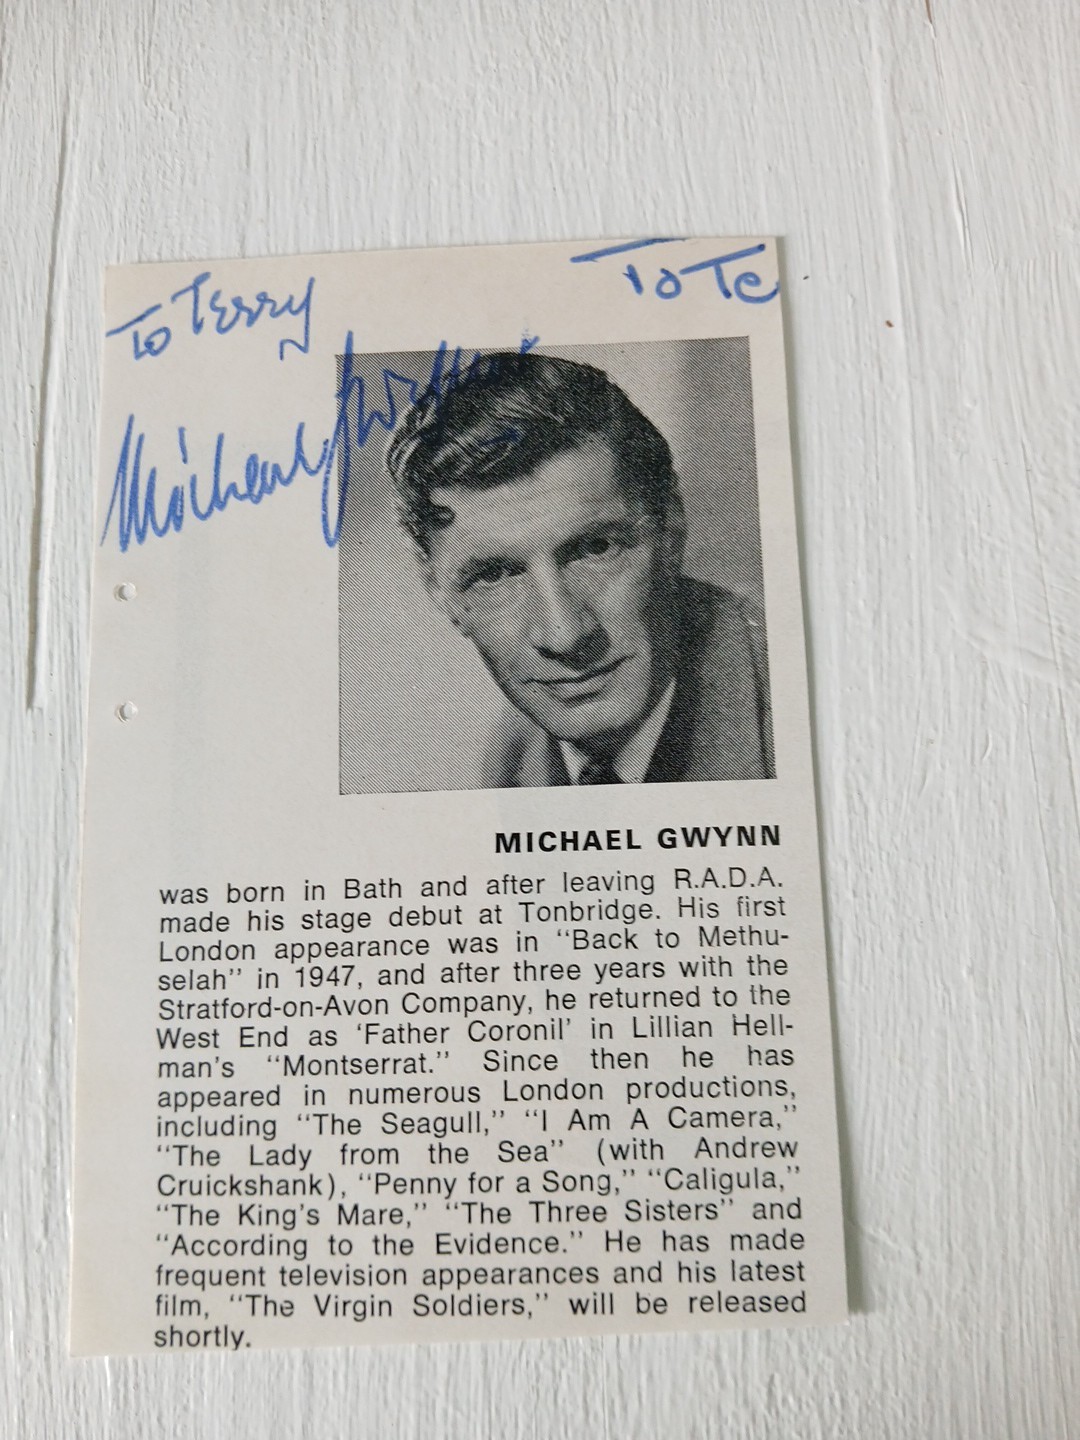 To Terry
To Te
Michael Gwynn
MICHAEL GWYNN
was born in Bath and after leaving R.A.D.A.
made his stage debut at Tonbridge. His first
London appearance was in “Back to Methu-
selah” in 1947, and after three years with the
Stratford-on-Avon Company, he returned to the
West End as ‘Father Coronil’ in Lillian Hell-
man’s “Montserrat.” Since then he has
appeared in numerous London productions,
including “The Seagull,” “I Am A Camera,”
“The Lady from the Sea” (with Andrew
Cruickshank), “Penny for a Song,” “Caligula,”
“The King’s Mare,” “The Three Sisters” and
“According to the Evidence.” He has made
frequent television appearances and his latest
film, “The Virgin Soldiers,” will be released
shortly.